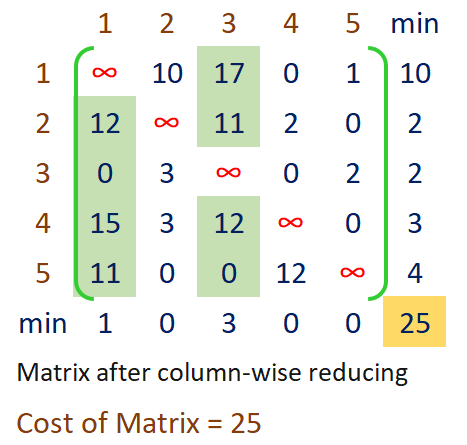 1 2 3 4 5 min
1 ∞ 10 17 0 1 10
2 12 ∞ 11 2 0 2
3 0 3 ∞ 0 2 2
4 15 3 12 ∞ 0 3
5 11 0 0 12 ∞ 4
min 1 0 3 0 0 25
Matrix after column-wise reducing
Cost of Matrix = 25